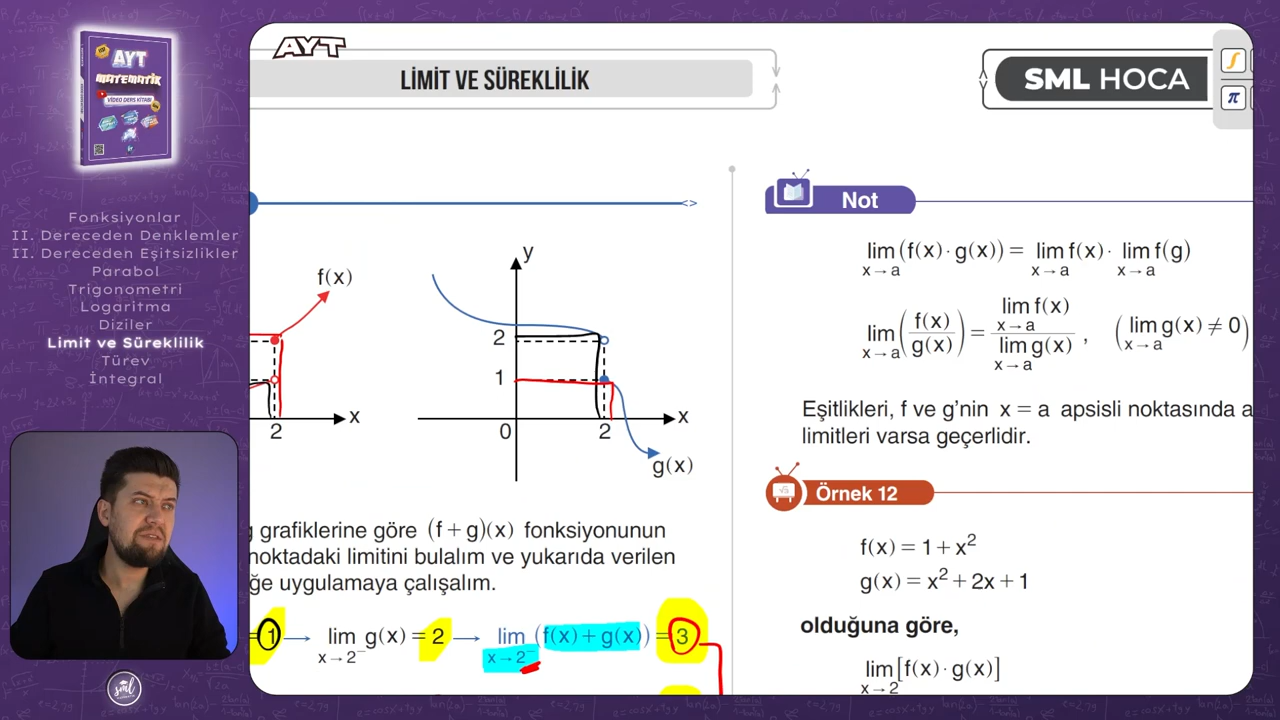 AYT
MATEMATİK
VİDEO DERS KİTABI
Fonksiyonlar
II. Dereceden Denklemler
II. Dereceden Eşitsizlikler
Parabol
Trigonometri
Logaritma
Diziler
Limit ve Süreklilik
Türev
İntegral
sml
AYT
LİMİT VE SÜREKLİLİK
SML HOCA
∫
π
f(x)
x
2
y
2
1
0
2
x
g(x)
g grafiklerine göre (f + g)(x) fonksiyonunun
noktadaki limitini bulalım ve yukarıda verilen
ğe uygulamaya çalışalım.
= 1 → lim x→2⁻ g(x) = 2 → lim x→2⁻ (f(x) + g(x)) = 3
Not
lim x→a (f(x) · g(x)) = lim x→a f(x) · lim x→a f(g)
lim x→a (f(x)/g(x)) = lim x→a f(x) / lim x→a g(x) , (lim x→a g(x) ≠ 0)
Eşitlikleri, f ve g'nin x = a apsisli noktasında a
limitleri varsa geçerlidir.
Örnek 12
f(x) = 1 + x²
g(x) = x² + 2x + 1
olduğuna göre,
lim x→2 [f(x) · g(x)]